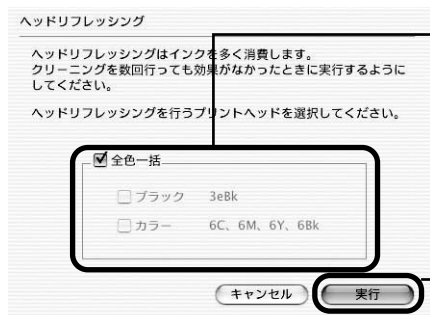 ヘッドリフレッシング
ヘッドリフレッシングはインクを多く消費します。
クリーニングを数回行っても効果がなかったときに実行するように
してください。
ヘッドリフレッシングを行うプリントヘッドを選択してください。
全色一括
ブラック 3eBk
カラー 6C、6M、6Y、6Bk
キャンセル 実行